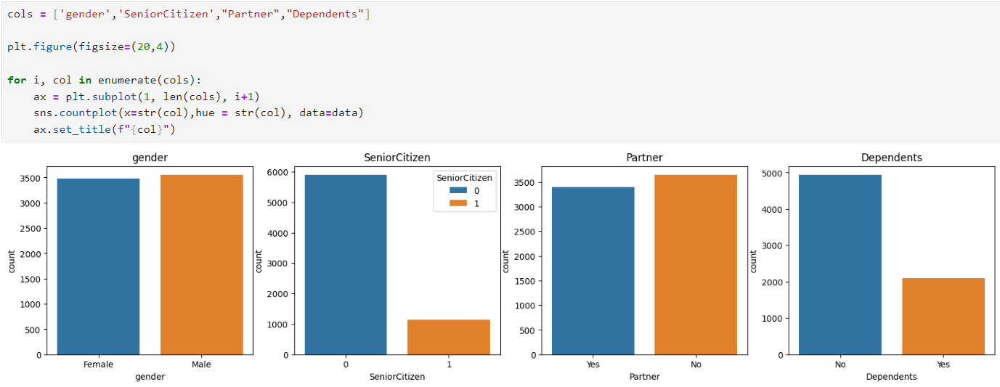 cols = ['gender','SeniorCitizen',"Partner","Dependents"]
plt.figure(figsize=(20,4))
for i, col in enumerate(cols):
    ax = plt.subplot(1, len(cols), i+1)
    sns.countplot(x=str(col),hue = str(col), data=data)
    ax.set_title(f"{col}")
gender
3500
3000
2500
2000
1500
1000
500
0
count
Female Male
gender
SeniorCitizen
6000
5000
4000
3000
2000
1000
0
count
SeniorCitizen
0
1
0 1
SeniorCitizen
Partner
3500
3000
2500
2000
1500
1000
500
0
count
Yes No
Partner
Dependents
5000
4000
3000
2000
1000
0
count
No Yes
Dependents